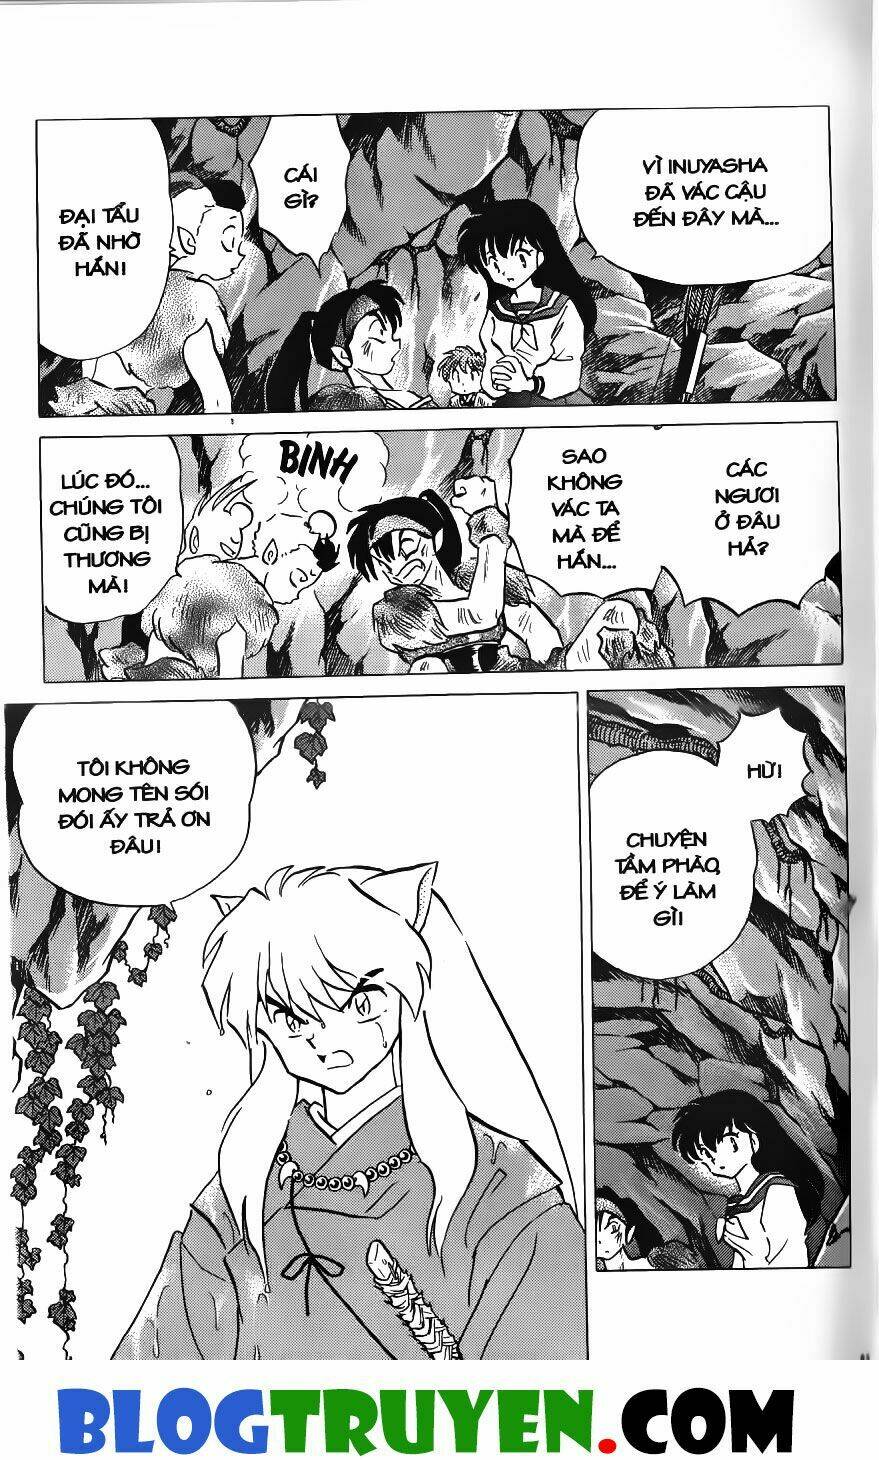 VÌ INUYASHA
ĐÃ VÁC CẬU
ĐẾN ĐÂY MÀ...
CÁI
GÌ?
ĐẠI TẨU
ĐÃ NHỜ
HẮN!
CÁC
NGƯƠI
Ở ĐÂU
HẢ?
SAO
KHÔNG
VÁC TA
MÀ ĐỂ
HẮN...
BINH
LÚC ĐÓ...
CHÚNG TÔI
CŨNG BỊ
THƯƠNG
MÀ!
HỪ!
CHUYỆN
TẦM PHÀO,
ĐỂ Ý LÀM
GÌ!
TÔI KHÔNG
MONG TÊN SÓI
ĐÓI ẤY TRẢ ƠN
ĐÂU!
BLOGTRUYEN.COM